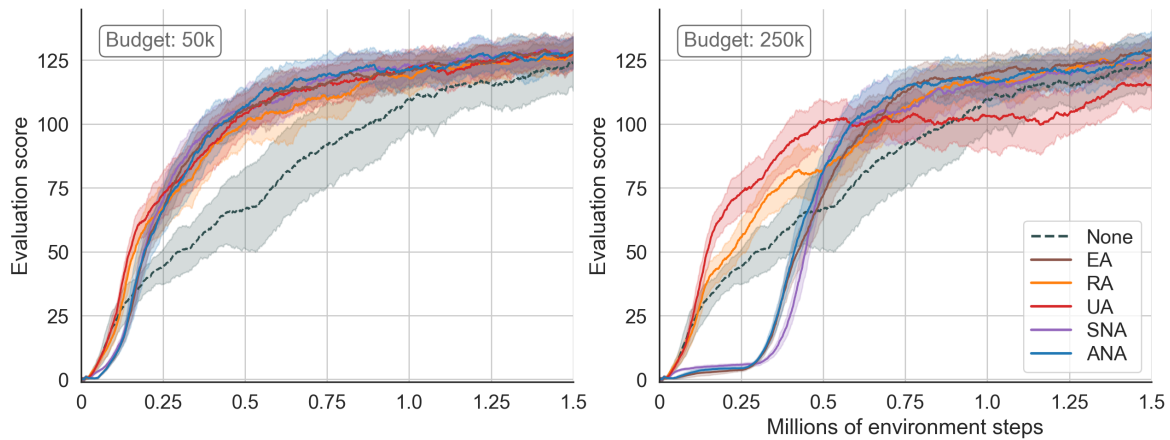 Budget: 50k
Evaluation score
125
100
75
50
25
0
0 0.25 0.5 0.75 1.0 1.25 1.5
Budget: 250k
Evaluation score
125
100
75
50
25
0
0 0.25 0.5 0.75 1.0 1.25 1.5
Millions of environment steps
None
EA
RA
UA
SNA
ANA